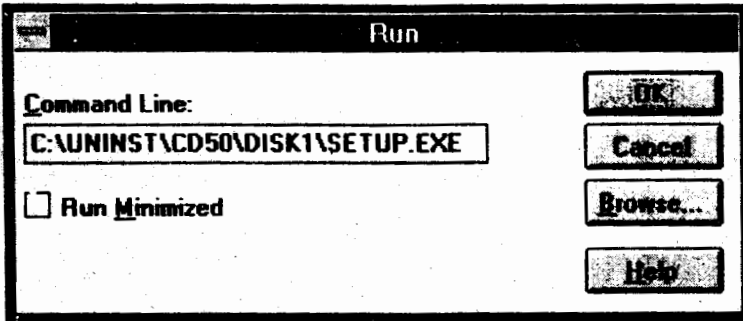 Run
Command Line:
OK
C:\UNINST\CD50\DISK1\SETUP.EXE
Cancel
Run Minimized
Browse...
Help